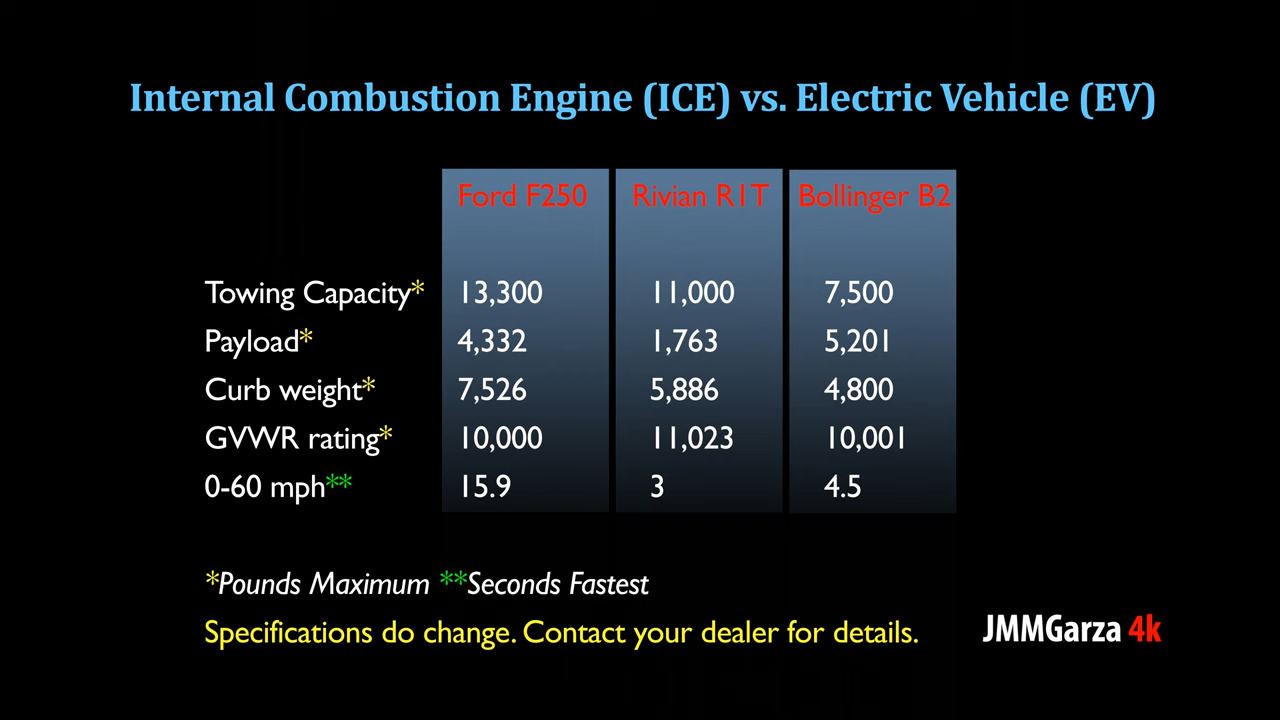 Internal Combustion Engine (ICE) vs. Electric Vehicle (EV)
Ford F250 Rivian R1T Bollinger B2
Towing Capacity* 13,300 11,000 7,500
Payload* 4,332 1,763 5,201
Curb weight* 7,526 5,886 4,800
GVWR rating* 10,000 11,023 10,001
0-60 mph** 15.9 3 4.5
*Pounds Maximum **Seconds Fastest
Specifications do change. Contact your dealer for details.
JMMGarza 4k